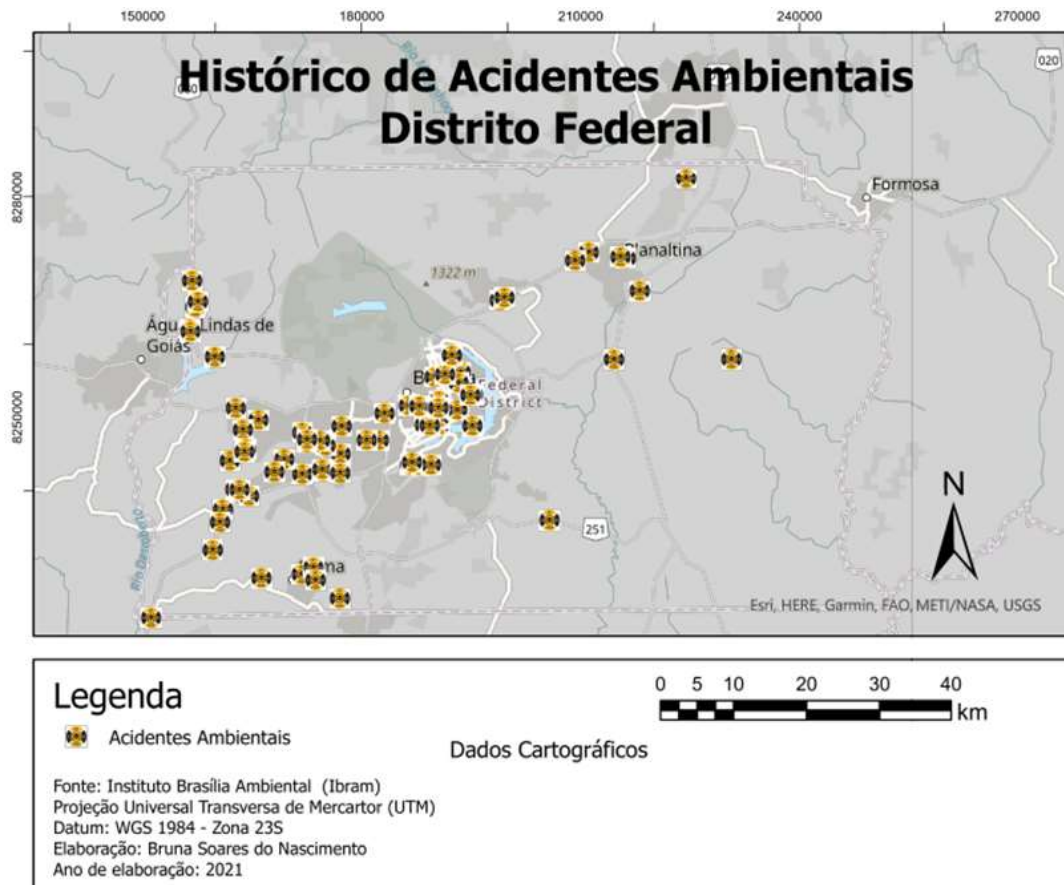 150000 180000 210000 240000 270000
Histórico de Acidentes Ambientais
Distrito Federal
020
8280000
Formosa
Planaltina
1322 m
Lindas de
Goiás
Federal
District
8250000
N
251
Esri, HERE, Garmin, FAO, METI/NASA, USGS
Legenda
0 5 10 20 30 40
km
Acidentes Ambientais
Dados Cartográficos
Fonte: Instituto Brasília Ambiental (Ibram)
Projeção Universal Transversa de Mercartor (UTM)
Datum: WGS 1984 - Zona 23S
Elaboração: Bruna Soares do Nascimento
Ano de elaboração: 2021